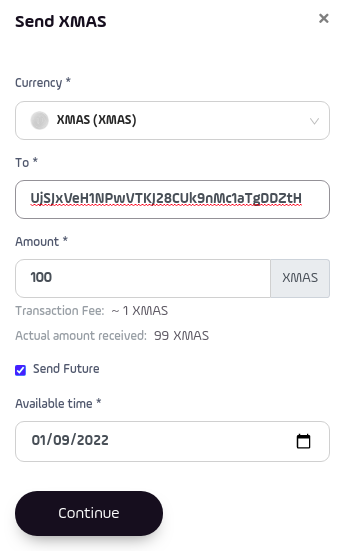 Send XMAS
×
Currency *
XMAS (XMAS)
To *
UjSJxVeH1NPwVTKJ28CUk9nMc1aTgDDZtH
Amount *
100 XMAS
Transaction Fee: ~ 1 XMAS
Actual amount received: 99 XMAS
Send Future
Available time *
01/09/2022
Continue